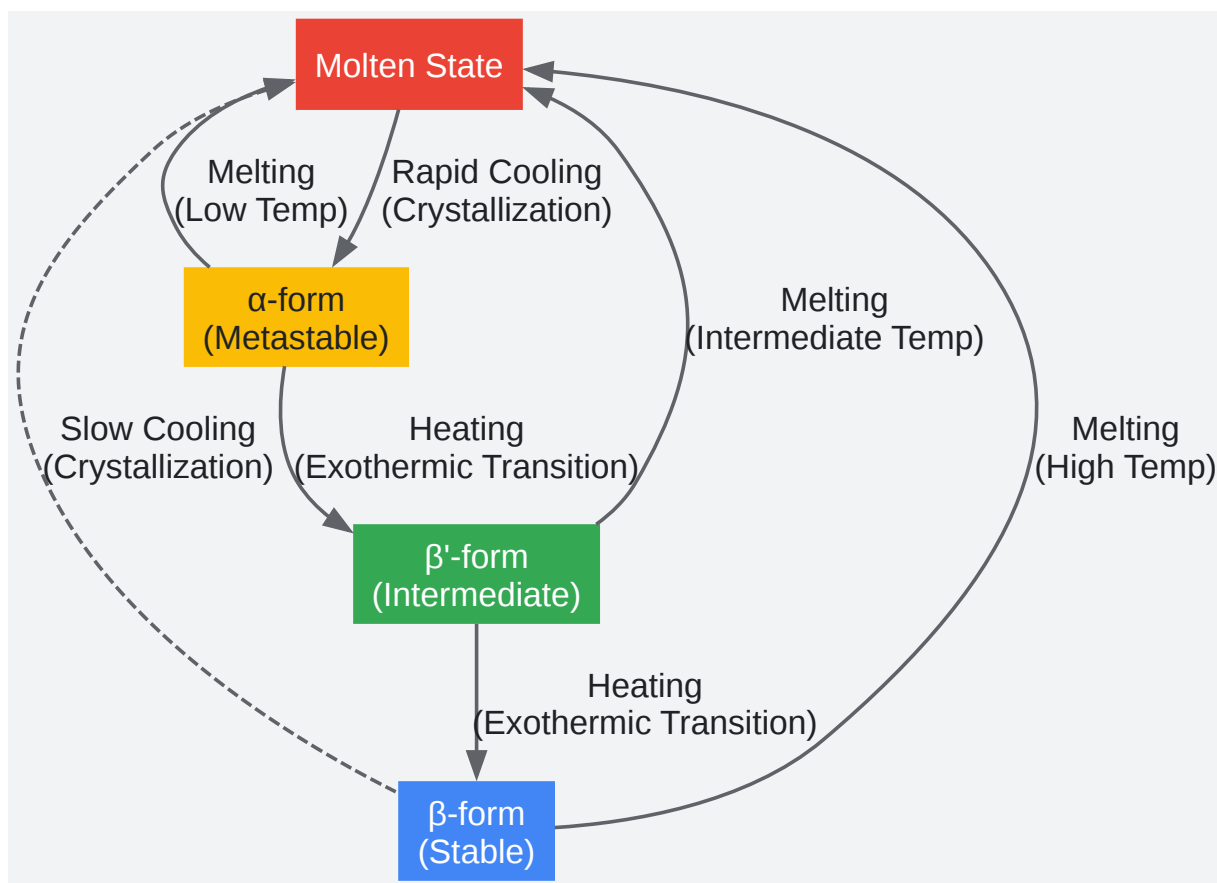 Molten State
Melting
(Low Temp)
Rapid Cooling
(Crystallization)
α-form
(Metastable)
Melting
(Intermediate Temp)
Slow Cooling
(Crystallization)
Heating
(Exothermic Transition)
Melting
(High Temp)
β'-form
(Intermediate)
Heating
(Exothermic Transition)
β-form
(Stable)